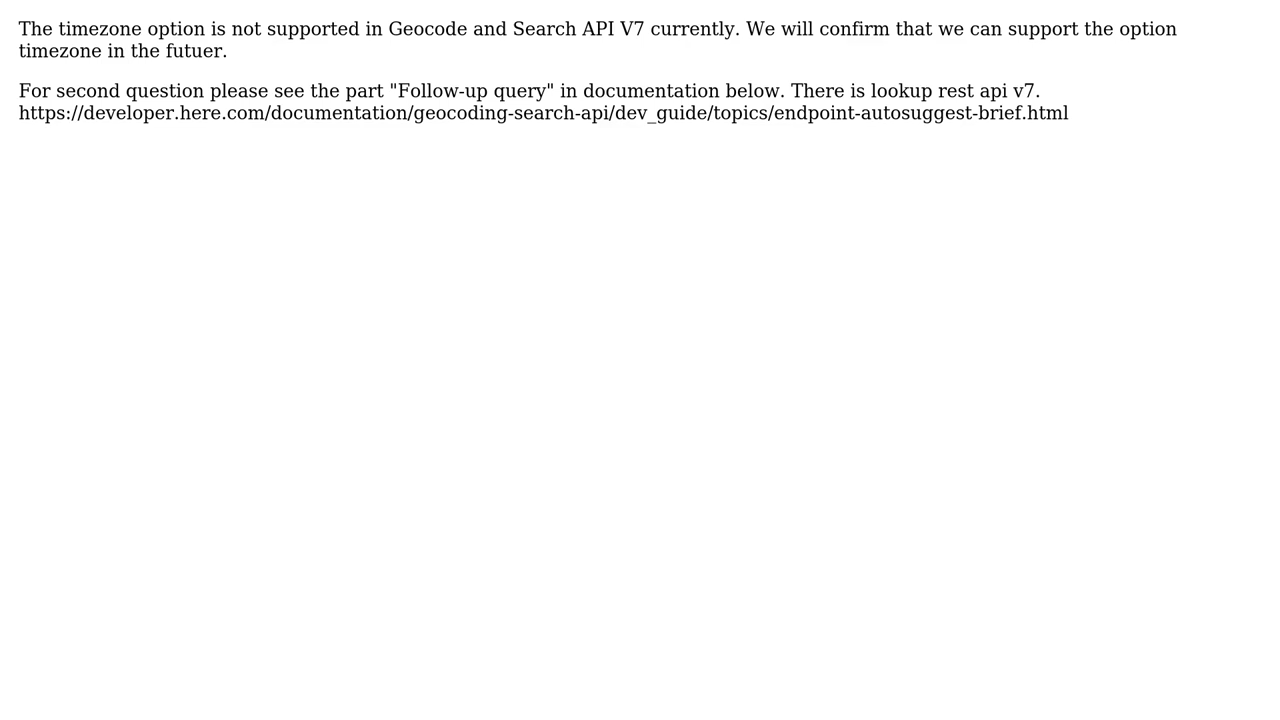 The timezone option is not supported in Geocode and Search API V7 currently. We will confirm that we can support the option
timezone in the futuer.
For second question please see the part "Follow-up query" in documentation below. There is lookup rest api v7.
https://developer.here.com/documentation/geocoding-search-api/dev_guide/topics/endpoint-autosuggest-brief.html